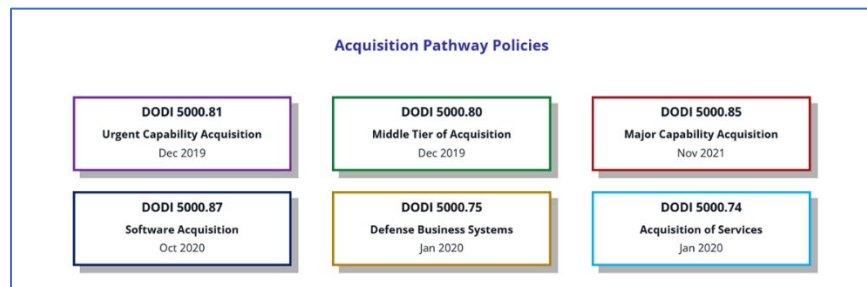 Acquisition Pathway Policies
DODI 5000.81
Urgent Capability Acquisition
Dec 2019
DODI 5000.80
Middle Tier of Acquisition
Dec 2019
DODI 5000.85
Major Capability Acquisition
Nov 2021
DODI 5000.87
Software Acquisition
Oct 2020
DODI 5000.75
Defense Business Systems
Jan 2020
DODI 5000.74
Acquisition of Services
Jan 2020